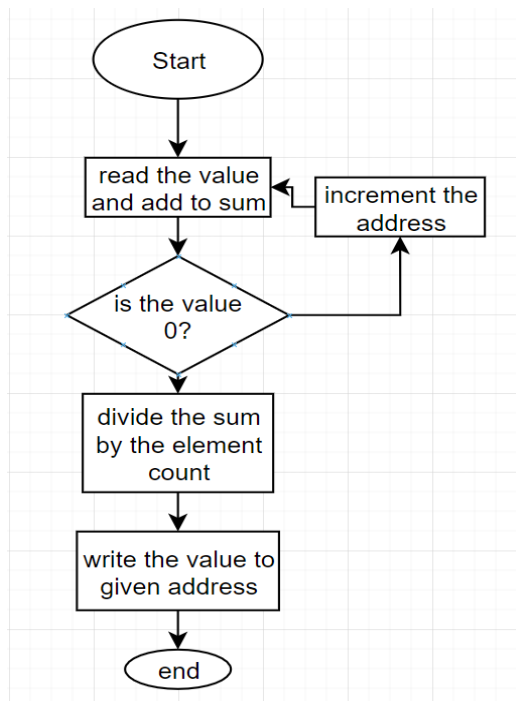 Start
read the value
and add to sum
increment the
address
is the value
0?
divide the sum
by the element
count
write the value to
given address
end